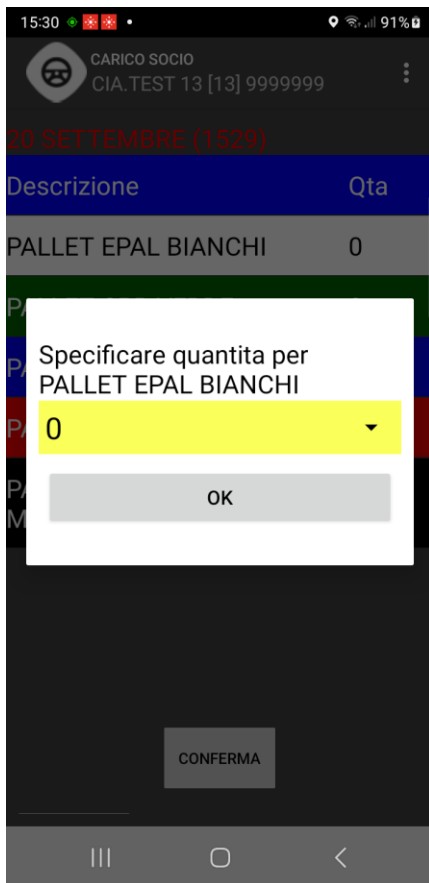 15:30
91%
CARICO SOCIO
CIA.TEST 13 [13] 9999999
20 SETTEMBRE (1529)
Descrizione Qta
PALLET EPAL BIANCHI 0
Specificare quantita per
PALLET EPAL BIANCHI
0
OK
CONFERMA